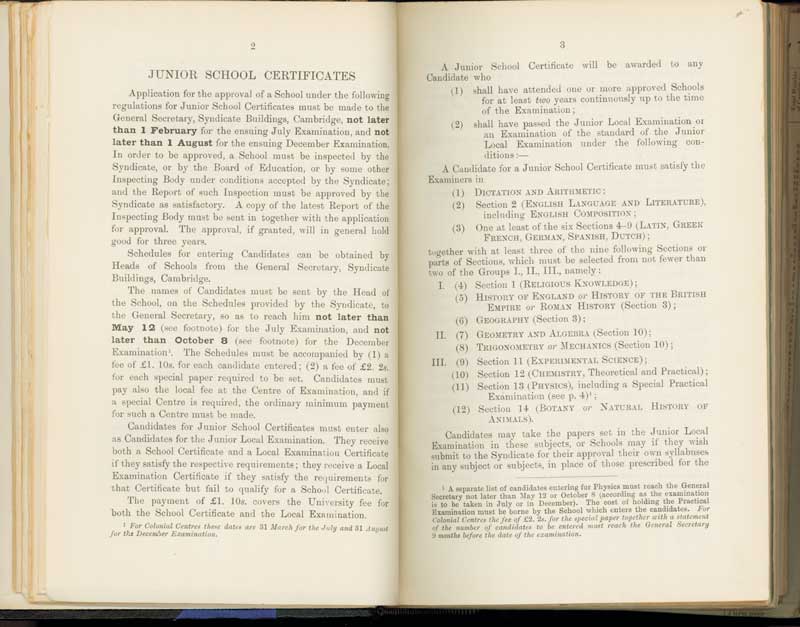 2
JUNIOR SCHOOL CERTIFICATES
Application for the approval of a School under the following
regulations for Junior School Certificates must be made to the
General Secretary, Syndicate Buildings, Cambridge, not later
than 1 February for the ensuing July Examination, and not
later than 1 August for the ensuing December Examination.
In order to be approved, a School must be inspected by the
Syndicate, or by the Board of Education, or by some other
Inspecting Body under conditions accepted by the Syndicate;
and the Report of such Inspection must be approved by the
Syndicate as satisfactory. A copy of the latest Report of the
Inspecting Body must be sent in together with the application
for approval. The approval, if granted, will in general hold
good for three years.
Schedules for entering Candidates can be obtained by
Heads of Schools from the General Secretary, Syndicate
Buildings, Cambridge.
The names of Candidates must be sent by the Head of
the School, on the Schedules provided by the Syndicate, to
the General Secretary, so as to reach him not later than
May 12 (see footnote) for the July Examination, and not
later than October 8 (see footnote) for the December
Examination¹. The Schedules must be accompanied by (1) a
fee of £1. 10s. for each candidate entered; (2) a fee of £2. 2s.
for each special paper required to be set. Candidates must
pay also the local fee at the Centre of Examination, and if
a special Centre is required, the ordinary minimum payment
for such a Centre must be made.
Candidates for Junior School Certificates must enter also
as Candidates for the Junior Local Examination. They receive
both a School Certificate and a Local Examination Certificate
if they satisfy the respective requirements; they receive a Local
Examination Certificate if they satisfy the requirements for
that Certificate but fail to qualify for a School Certificate.
The payment of £1. 10s. covers the University fee for
both the School Certificate and the Local Examination.
¹ For Colonial Centres these dates are 31 March for the July and 31 August
for the December Examination.
3
A Junior School Certificate will be awarded to any
Candidate who
(1) shall have attended one or more approved Schools
for at least two years continuously up to the time
of the Examination;
(2) shall have passed the Junior Local Examination or
an Examination of the standard of the Junior
Local Examination under the following con-
ditions:—
A Candidate for a Junior School Certificate must satisfy the
Examiners in
(1) DICTATION AND ARITHMETIC;
(2) Section 2 (ENGLISH LANGUAGE AND LITERATURE),
including ENGLISH COMPOSITION;
(3) One at least of the six Sections 4–9 (LATIN, GREEK
FRENCH, GERMAN, SPANISH, DUTCH);
together with at least three of the nine following Sections or
parts of Sections, which must be selected from not fewer than
two of the Groups I., II., III., namely:
I. (4) Section 1 (RELIGIOUS KNOWLEDGE);
(5) HISTORY OF ENGLAND or HISTORY OF THE BRITISH
EMPIRE or ROMAN HISTORY (Section 3);
(6) GEOGRAPHY (Section 3);
II. (7) GEOMETRY AND ALGEBRA (Section 10);
(8) TRIGONOMETRY or MECHANICS (Section 10);
III. (9) Section 11 (EXPERIMENTAL SCIENCE);
(10) Section 12 (CHEMISTRY, Theoretical and Practical);
(11) Section 13 (PHYSICS), including a Special Practical
Examination (see p. 4)¹;
(12) Section 14 (BOTANY or NATURAL HISTORY OF
ANIMALS).
Candidates may take the papers set in the Junior Local
Examination in these subjects, or Schools may if they wish
submit to the Syndicate for their approval their own syllabuses
in any subject or subjects, in place of those prescribed for the
¹ A separate list of candidates entering for Physics must reach the General
Secretary not later than May 12 or October 8 (according as the examination
is to be taken in July or in December). The cost of holding the Practical
Examination must be borne by the School which enters the candidates. For
Colonial Centres the fee of £2. 2s. for the special paper together with a statement
of the number of candidates to be entered must reach the General Secretary
9 months before the date of the examination.